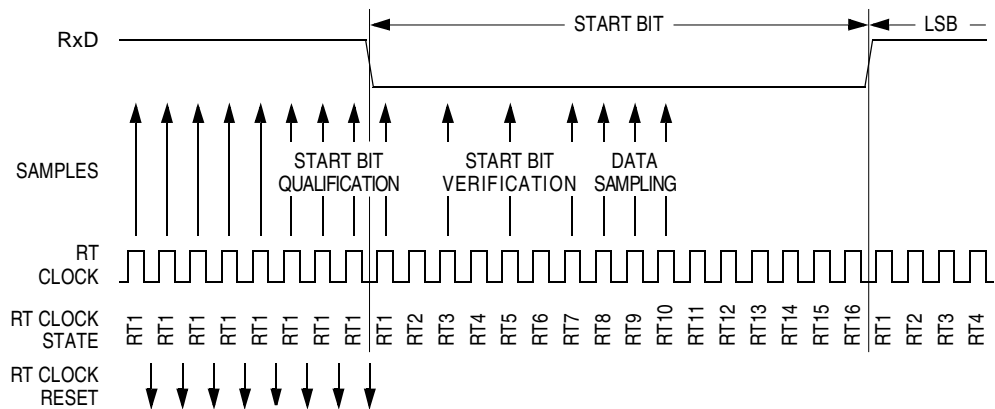 START BIT
LSB
RxD
SAMPLES
START BIT
QUALIFICATION
START BIT
VERIFICATION
DATA
SAMPLING
RT
CLOCK
RT CLOCK
STATE
RT1 RT1 RT1 RT1 RT1 RT1 RT1 RT1 RT1 RT2 RT3 RT4 RT5 RT6 RT7 RT8 RT9 RT10 RT11 RT12 RT13 RT14 RT15 RT16 RT1 RT2 RT3 RT4
RT CLOCK
RESET